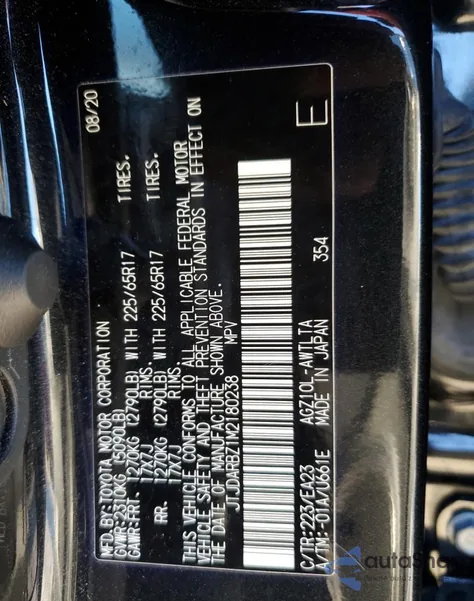 MFD.BY:TOYOTA MOTOR CORPORATION 08/20
GVWR:2310KG (5090LB)
GAWR:FRT. 1270KG (2790LB) WITH 225/65R17 TIRES,
17X7J RIMS.
RR. 1270KG (2790LB) WITH 225/65R17 TIRES,
17X7J RIMS.
THIS VEHICLE CONFORMS TO ALL APPLICABLE FEDERAL MOTOR
VEHICLE SAFETY AND THEFT PREVENTION STANDARDS IN EFFECT ON
THE DATE OF MANUFACTURE SHOWN ABOVE.
JTJDARBZ1M2180238 MPV
C/TR:223/EA23 AGZ10L-AWTLTA 354 E
A/TM:-01A/U661E MADE IN JAPAN